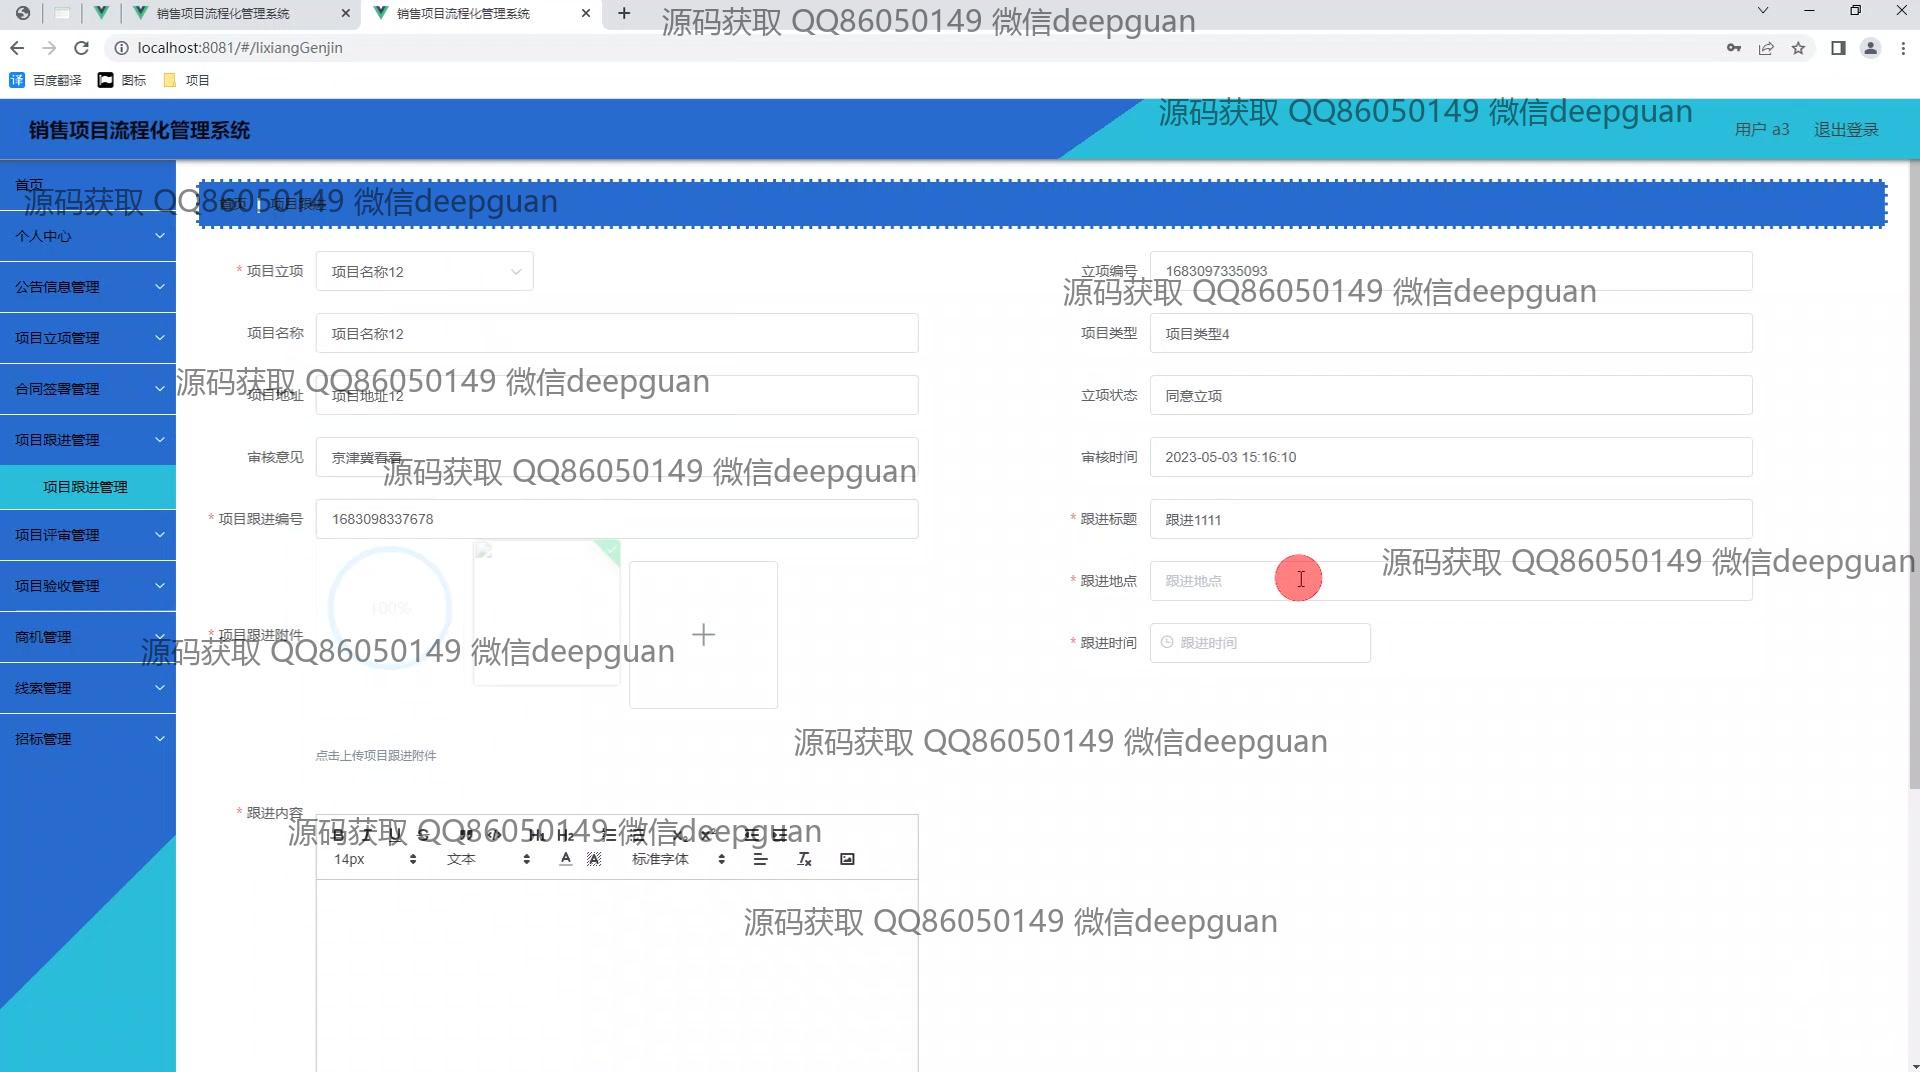 销售项目流程化管理系统
销售项目流程化管理系统
源码获取 QQ86050149 微信deepguan
localhost:8081/#/lixiangGenjin
百度翻译
图标
项目
销售项目流程化管理系统
源码获取 QQ86050149 微信deepguan
用户 a3
退出登录
首页
源码获取 QQ86050149 微信deepguan
个人中心
公告信息管理
项目立项管理
合同签署管理
项目跟进管理
项目跟进管理
项目评审管理
项目验收管理
商机管理
线索管理
招标管理
* 项目立项
项目名称12
立项编号
1683097335093
源码获取 QQ86050149 微信deepguan
项目名称
项目名称12
项目类型
项目类型4
源码获取 QQ86050149 微信deepguan
项目地址
项目地址12
立项状态
同意立项
审核意见
京津冀看看
源码获取 QQ86050149 微信deepguan
审核时间
2023-05-03 15:16:10
* 项目跟进编号
1683098337678
* 跟进标题
跟进1111
源码获取 QQ86050149 微信deepguan
* 跟进地点
跟进地点
100%
* 项目跟进附件
源码获取 QQ86050149 微信deepguan
* 跟进时间
跟进时间
源码获取 QQ86050149 微信deepguan
点击上传项目跟进附件
* 跟进内容
源码获取 QQ86050149 微信deepguan
14px
文本
标准字体
源码获取 QQ86050149 微信deepguan